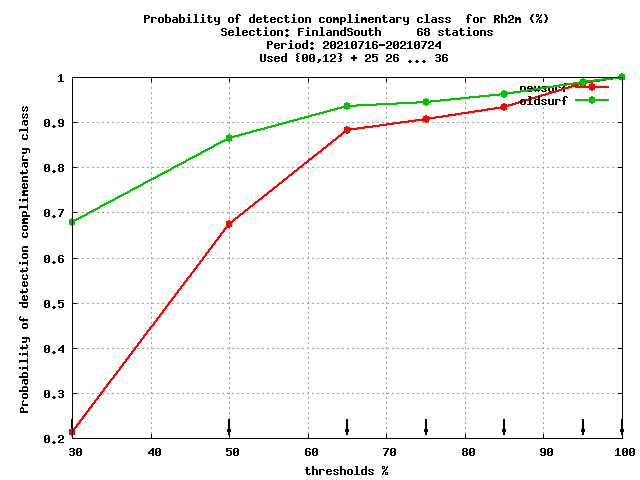 Probability of detection complimentary class for Rh2m (%)
Selection: FinlandSouth 68 stations
Period: 20210716-20210724
Used {00,12} + 25 26 ... 36
newsurf
oldsurf
Probability of detection complimentary class
1
0.9
0.8
0.7
0.6
0.5
0.4
0.3
0.2
30 40 50 60 70 80 90 100
thresholds %